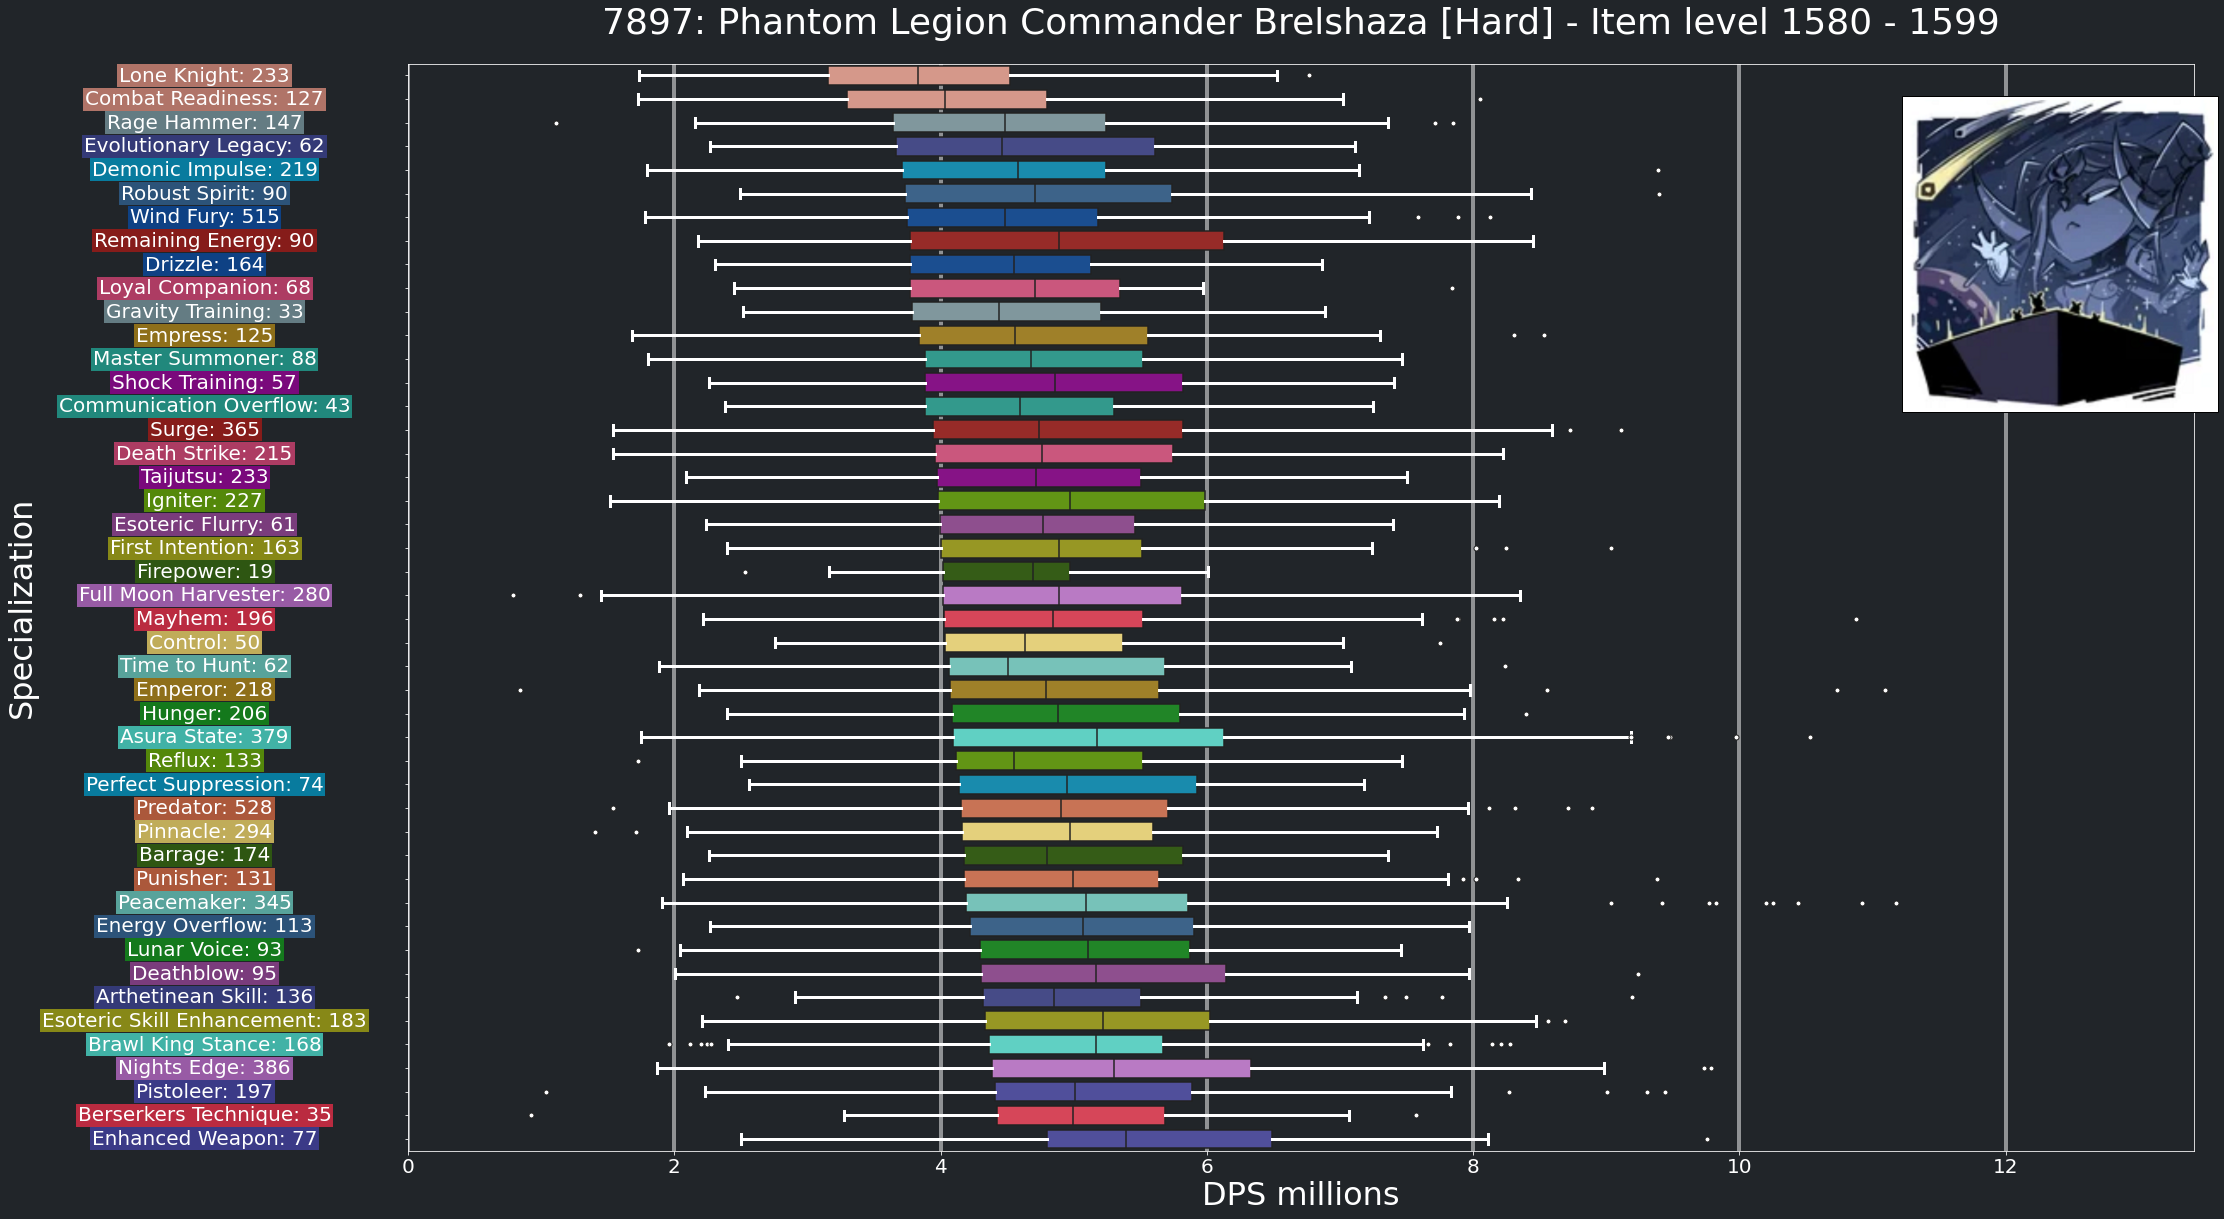 7897: Phantom Legion Commander Brelshaza [Hard] - Item level 1580 - 1599
Lone Knight: 233
Combat Readiness: 127
Rage Hammer: 147
Evolutionary Legacy: 62
Demonic Impulse: 219
Robust Spirit: 90
Wind Fury: 515
Remaining Energy: 90
Drizzle: 164
Loyal Companion: 68
Gravity Training: 33
Empress: 125
Master Summoner: 88
Shock Training: 57
Communication Overflow: 43
Surge: 365
Death Strike: 215
Taijutsu: 233
Igniter: 227
Esoteric Flurry: 61
First Intention: 163
Firepower: 19
Full Moon Harvester: 280
Mayhem: 196
Control: 50
Time to Hunt: 62
Emperor: 218
Hunger: 206
Asura State: 379
Reflux: 133
Perfect Suppression: 74
Predator: 528
Pinnacle: 294
Barrage: 174
Punisher: 131
Peacemaker: 345
Energy Overflow: 113
Lunar Voice: 93
Deathblow: 95
Arthetinean Skill: 136
Esoteric Skill Enhancement: 183
Brawl King Stance: 168
Nights Edge: 386
Pistoleer: 197
Berserkers Technique: 35
Enhanced Weapon: 77
Specialization
0 2 4 6 8 10 12
DPS millions